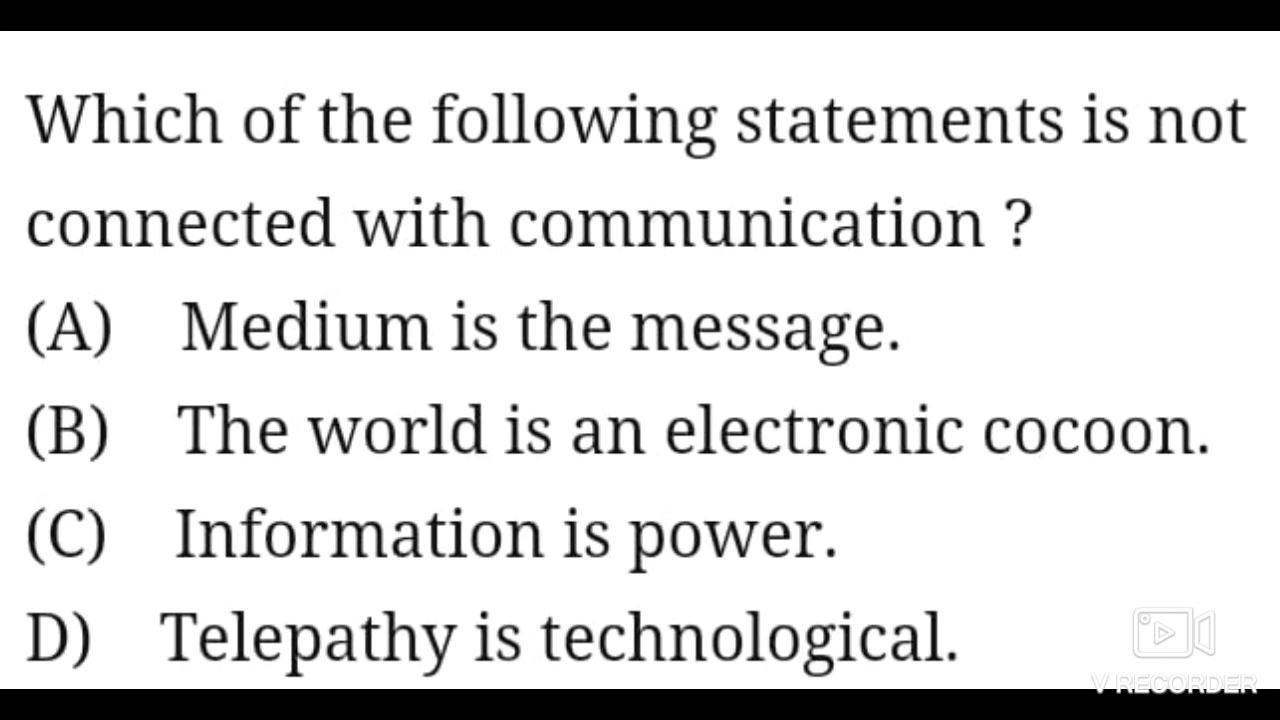 Which of the following statements is not
connected with communication ?
(A) Medium is the message.
(B) The world is an electronic cocoon.
(C) Information is power.
D) Telepathy is technological.
V RECORDER